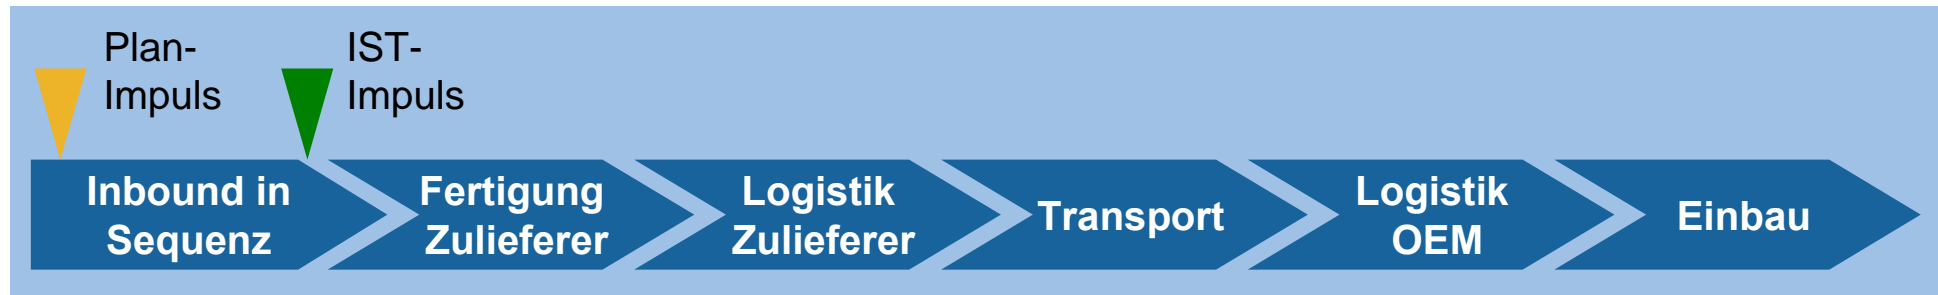 Plan-
Impuls
IST-
Impuls
Inbound in
Sequenz
Fertigung
Zulieferer
Logistik
Zulieferer
Transport
Logistik
OEM
Einbau